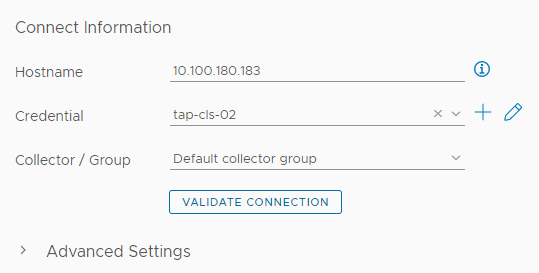 Connect Information
Hostname 10.100.180.183
Credential tap-cls-02
Collector / Group Default collector group
VALIDATE CONNECTION
Advanced Settings